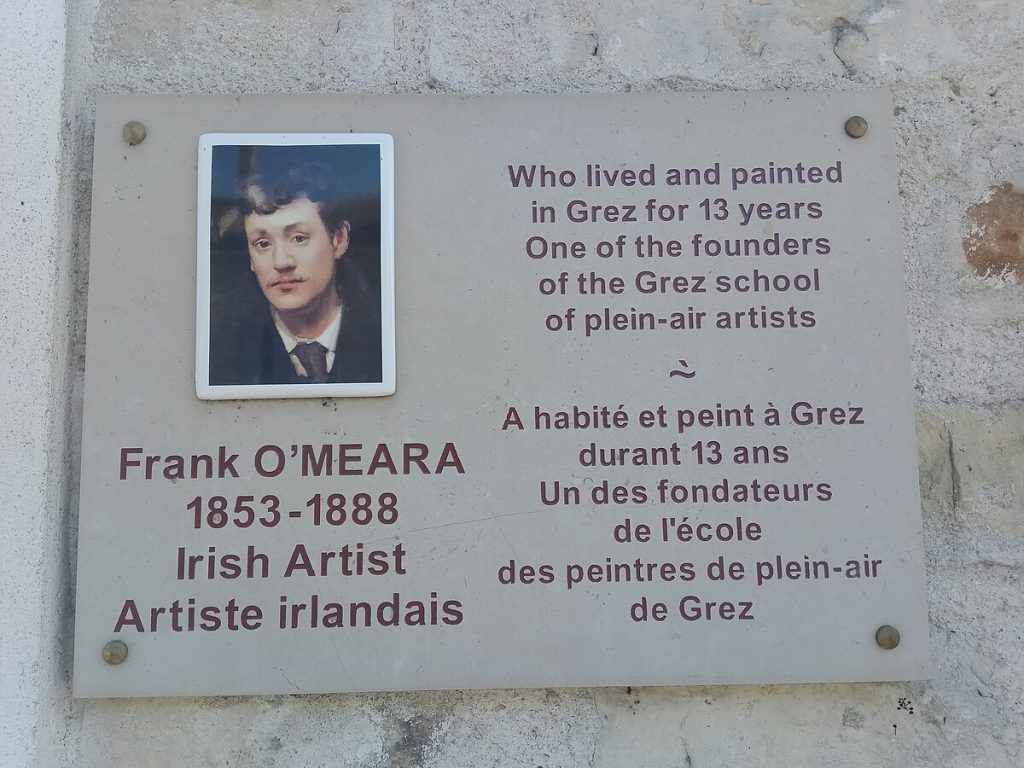 Frank O'MEARA
1853-1888
Irish Artist
Artiste irlandais
Who lived and painted
in Grez for 13 years
One of the founders
of the Grez school
of plein-air artists
~
A habité et peint à Grez
durant 13 ans
Un des fondateurs
de l'école
des peintres de plein-air
de Grez